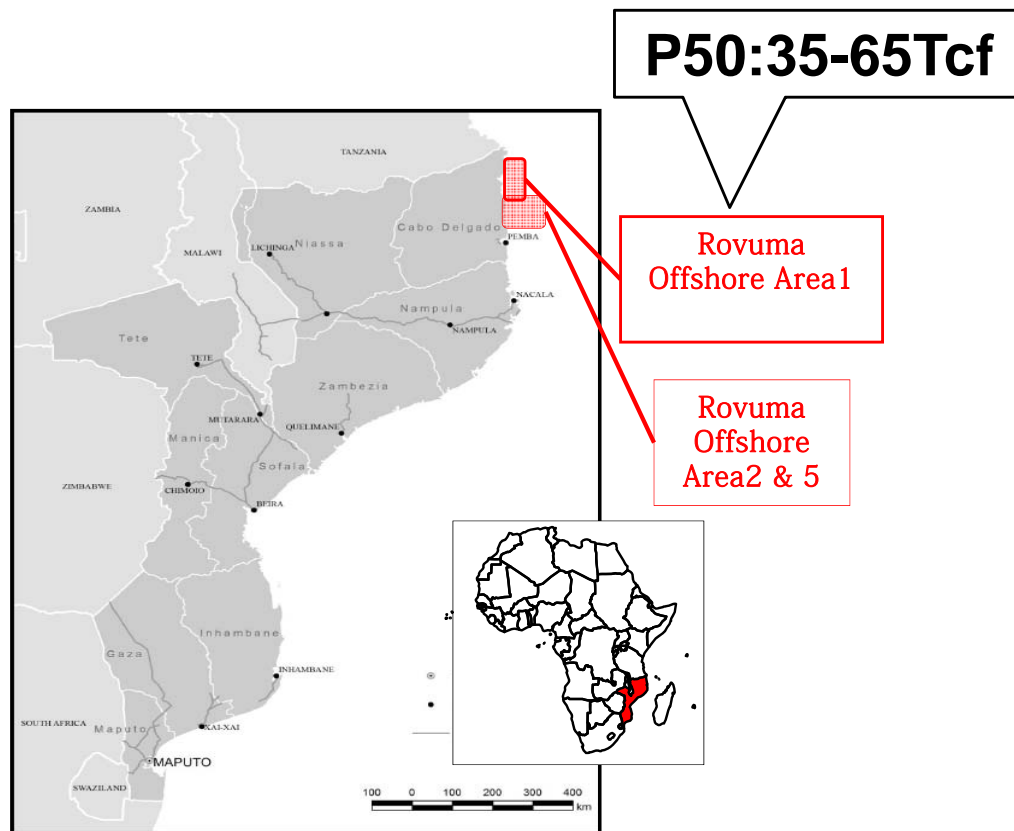 P50:35-65Tcf
TANZANIA
ZAMBIA
Cabo Delgado
Rovuma
Offshore Area1
PEMBA
Niassa
LICHINGA
MALAWI
NACALA
Nampula
NAMPULA
Tete
TETE
Zambezia
Rovuma
Offshore
Area2 & 5
MUTARARA
QUELIMANE
Manica
Sofala
ZIMBABWE
CHIMOIO
BEIRA
Inhambane
Gaza
INHAMBANE
SOUTH AFRICA
XAI-XAI
Maputo
MAPUTO
SWAZILAND
100 0 100 200 300 400
km